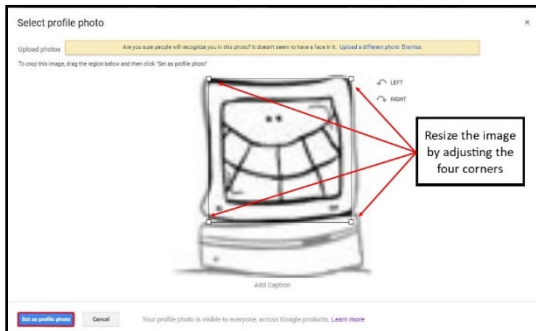 Select profile photo
×
Upload photos
Are you sure people will recognize you in this photo? It doesn't seem to have a face in it. Upload a different photo Dismiss
To crop this image, drag the region below and then click "Set as profile photo"
LEFT
RIGHT
Resize the image
by adjusting the
four corners
Add Caption
Set as profile photo
Cancel
Your profile photo is visible to everyone, across Google products. Learn more